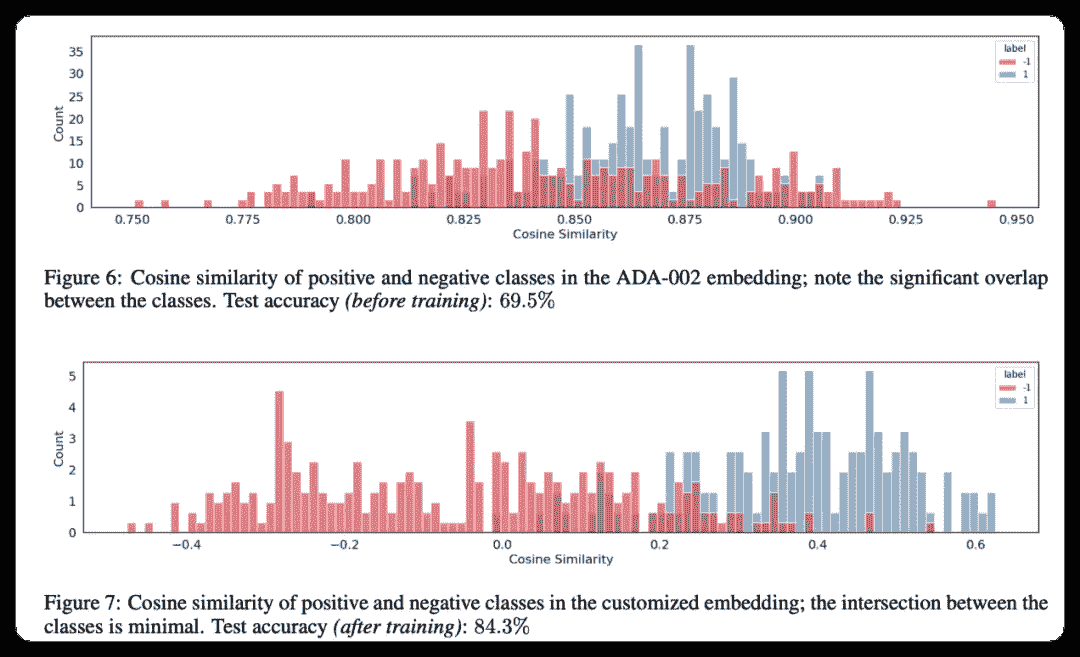 35
30
25
20
15
10
5
0
Count
label
-1
1
0.750 0.775 0.800 0.825 0.850 0.875 0.900 0.925 0.950
Cosine Similarity
Figure 6: Cosine similarity of positive and negative classes in the ADA-002 embedding; note the significant overlap
between the classes. Test accuracy (before training): 69.5%
5
4
3
2
1
0
Count
label
-1
1
−0.4 −0.2 0.0 0.2 0.4 0.6
Cosine Similarity
Figure 7: Cosine similarity of positive and negative classes in the customized embedding; the intersection between the
classes is minimal. Test accuracy (after training): 84.3%